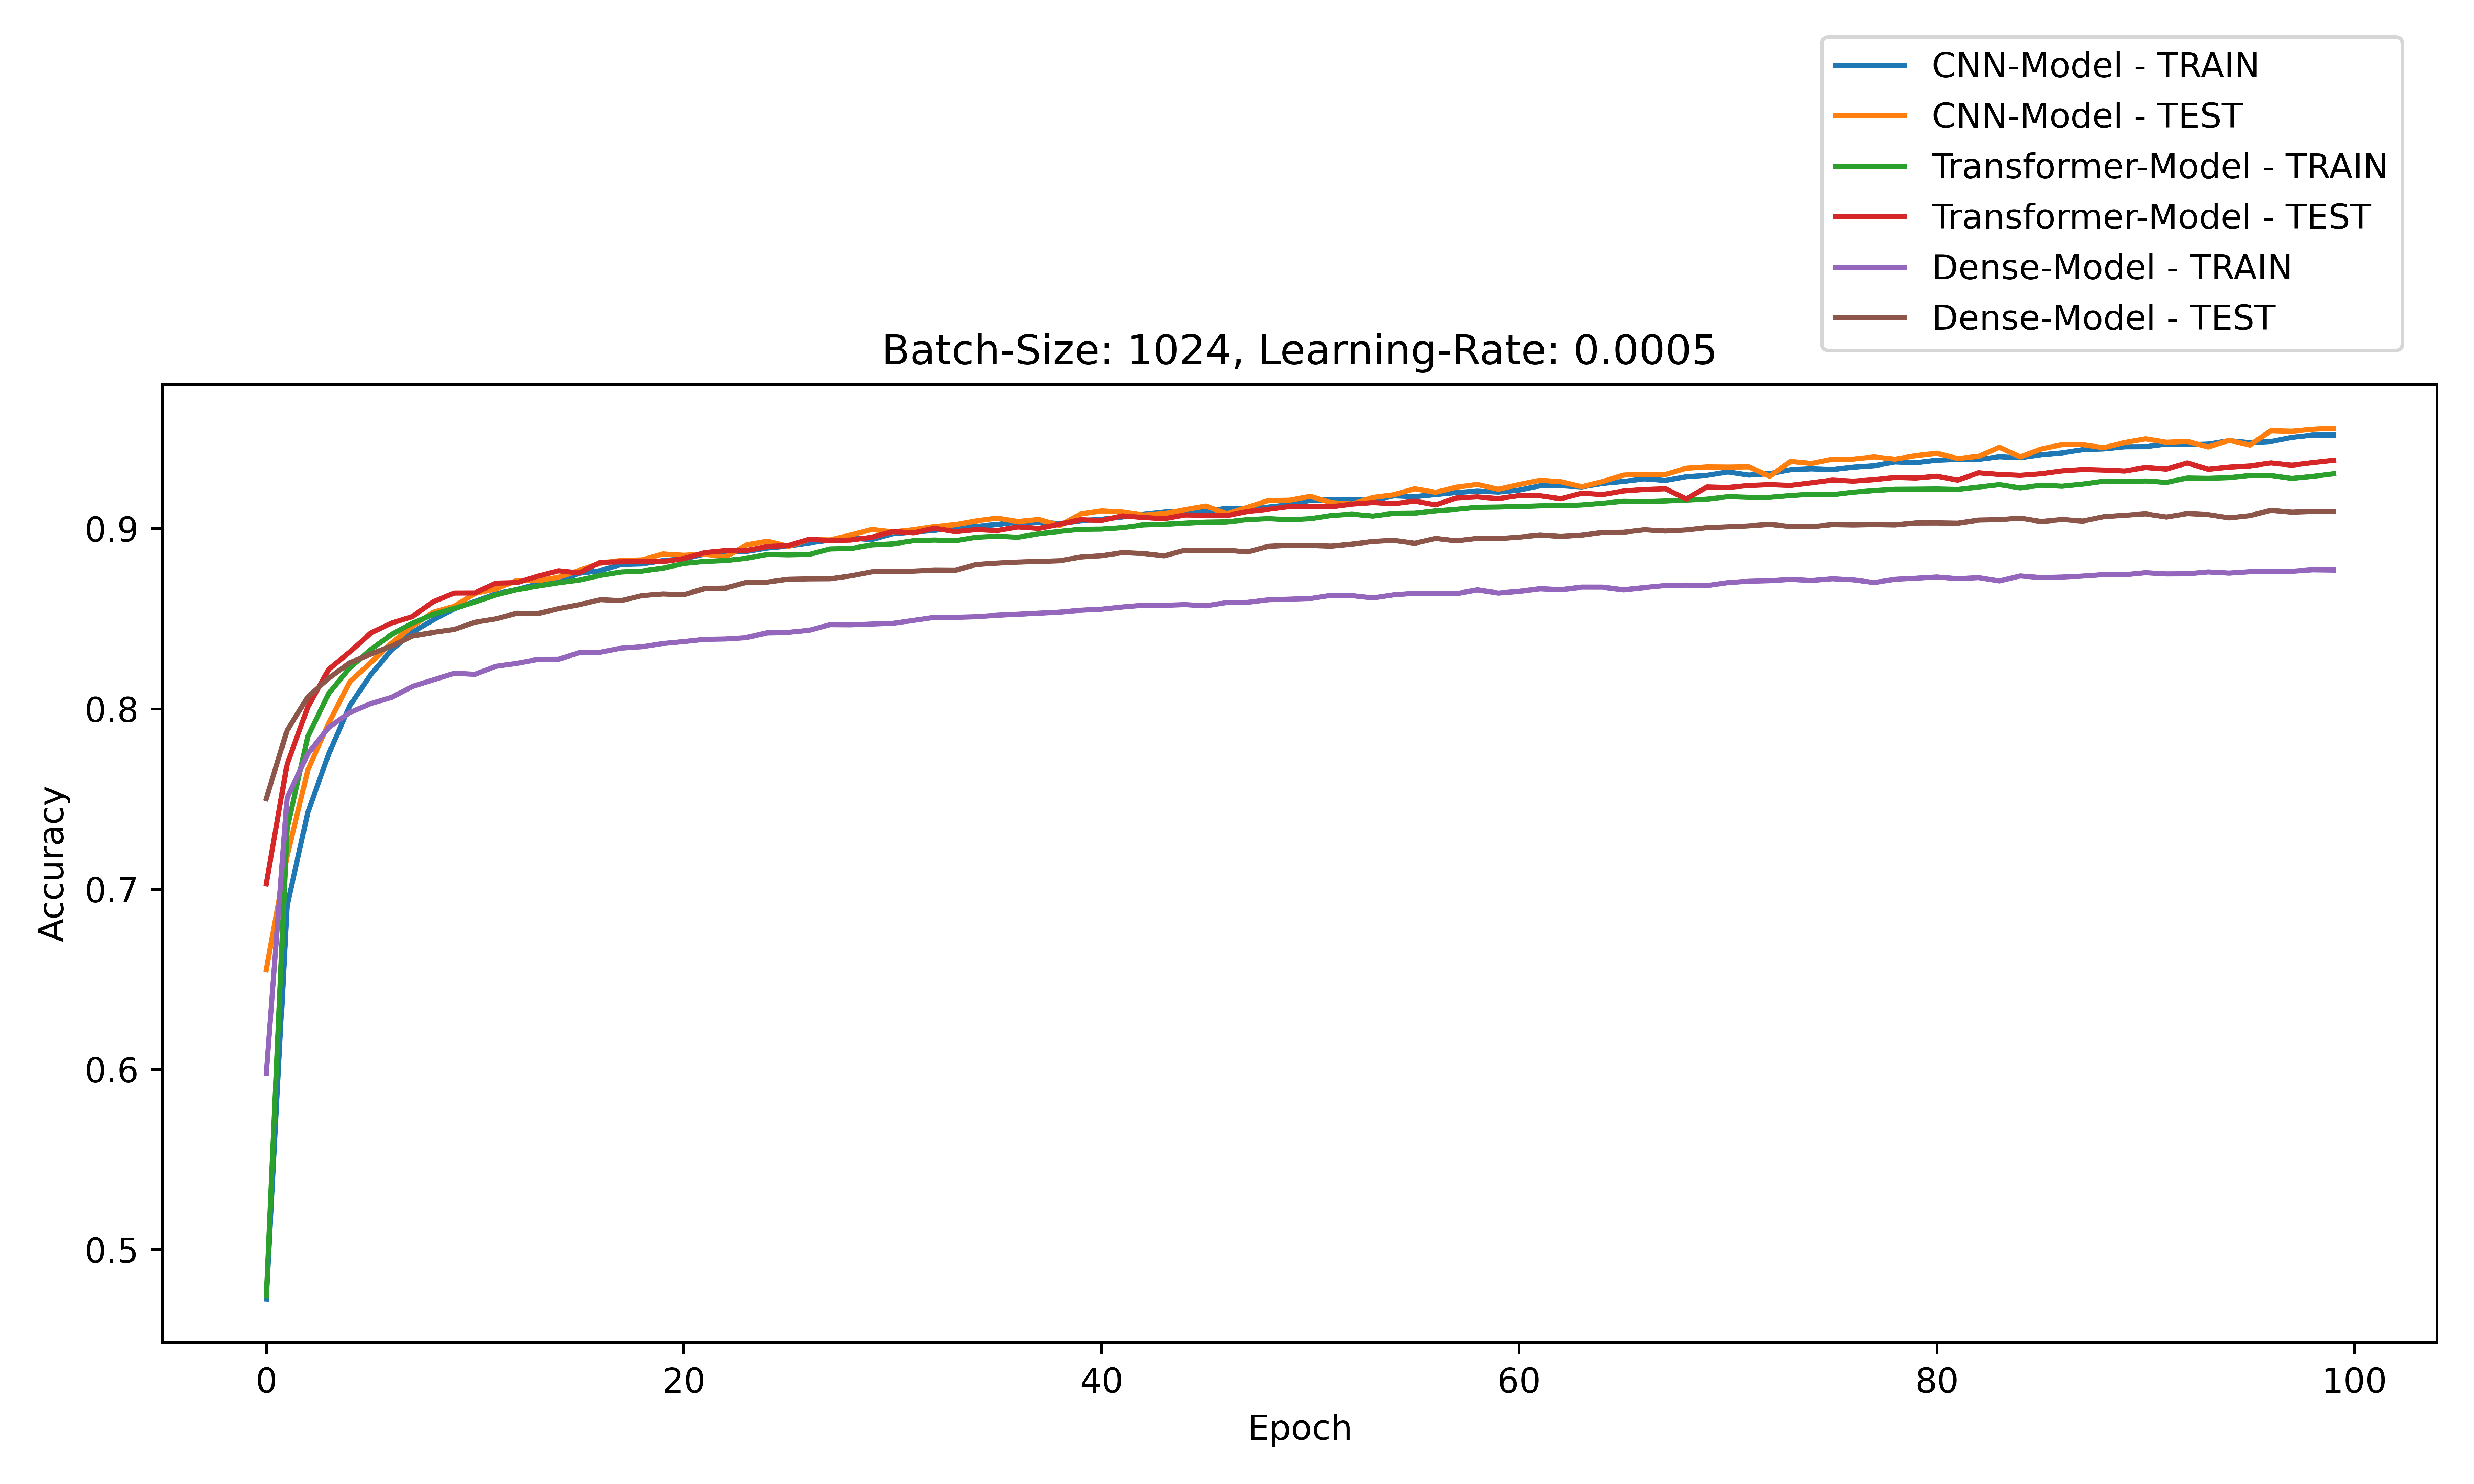 CNN-Model - TRAIN
CNN-Model - TEST
Transformer-Model - TRAIN
Transformer-Model - TEST
Dense-Model - TRAIN
Dense-Model - TEST
Batch-Size: 1024, Learning-Rate: 0.0005
0.9
0.8
0.7
0.6
0.5
Accuracy
0 20 40 60 80 100
Epoch